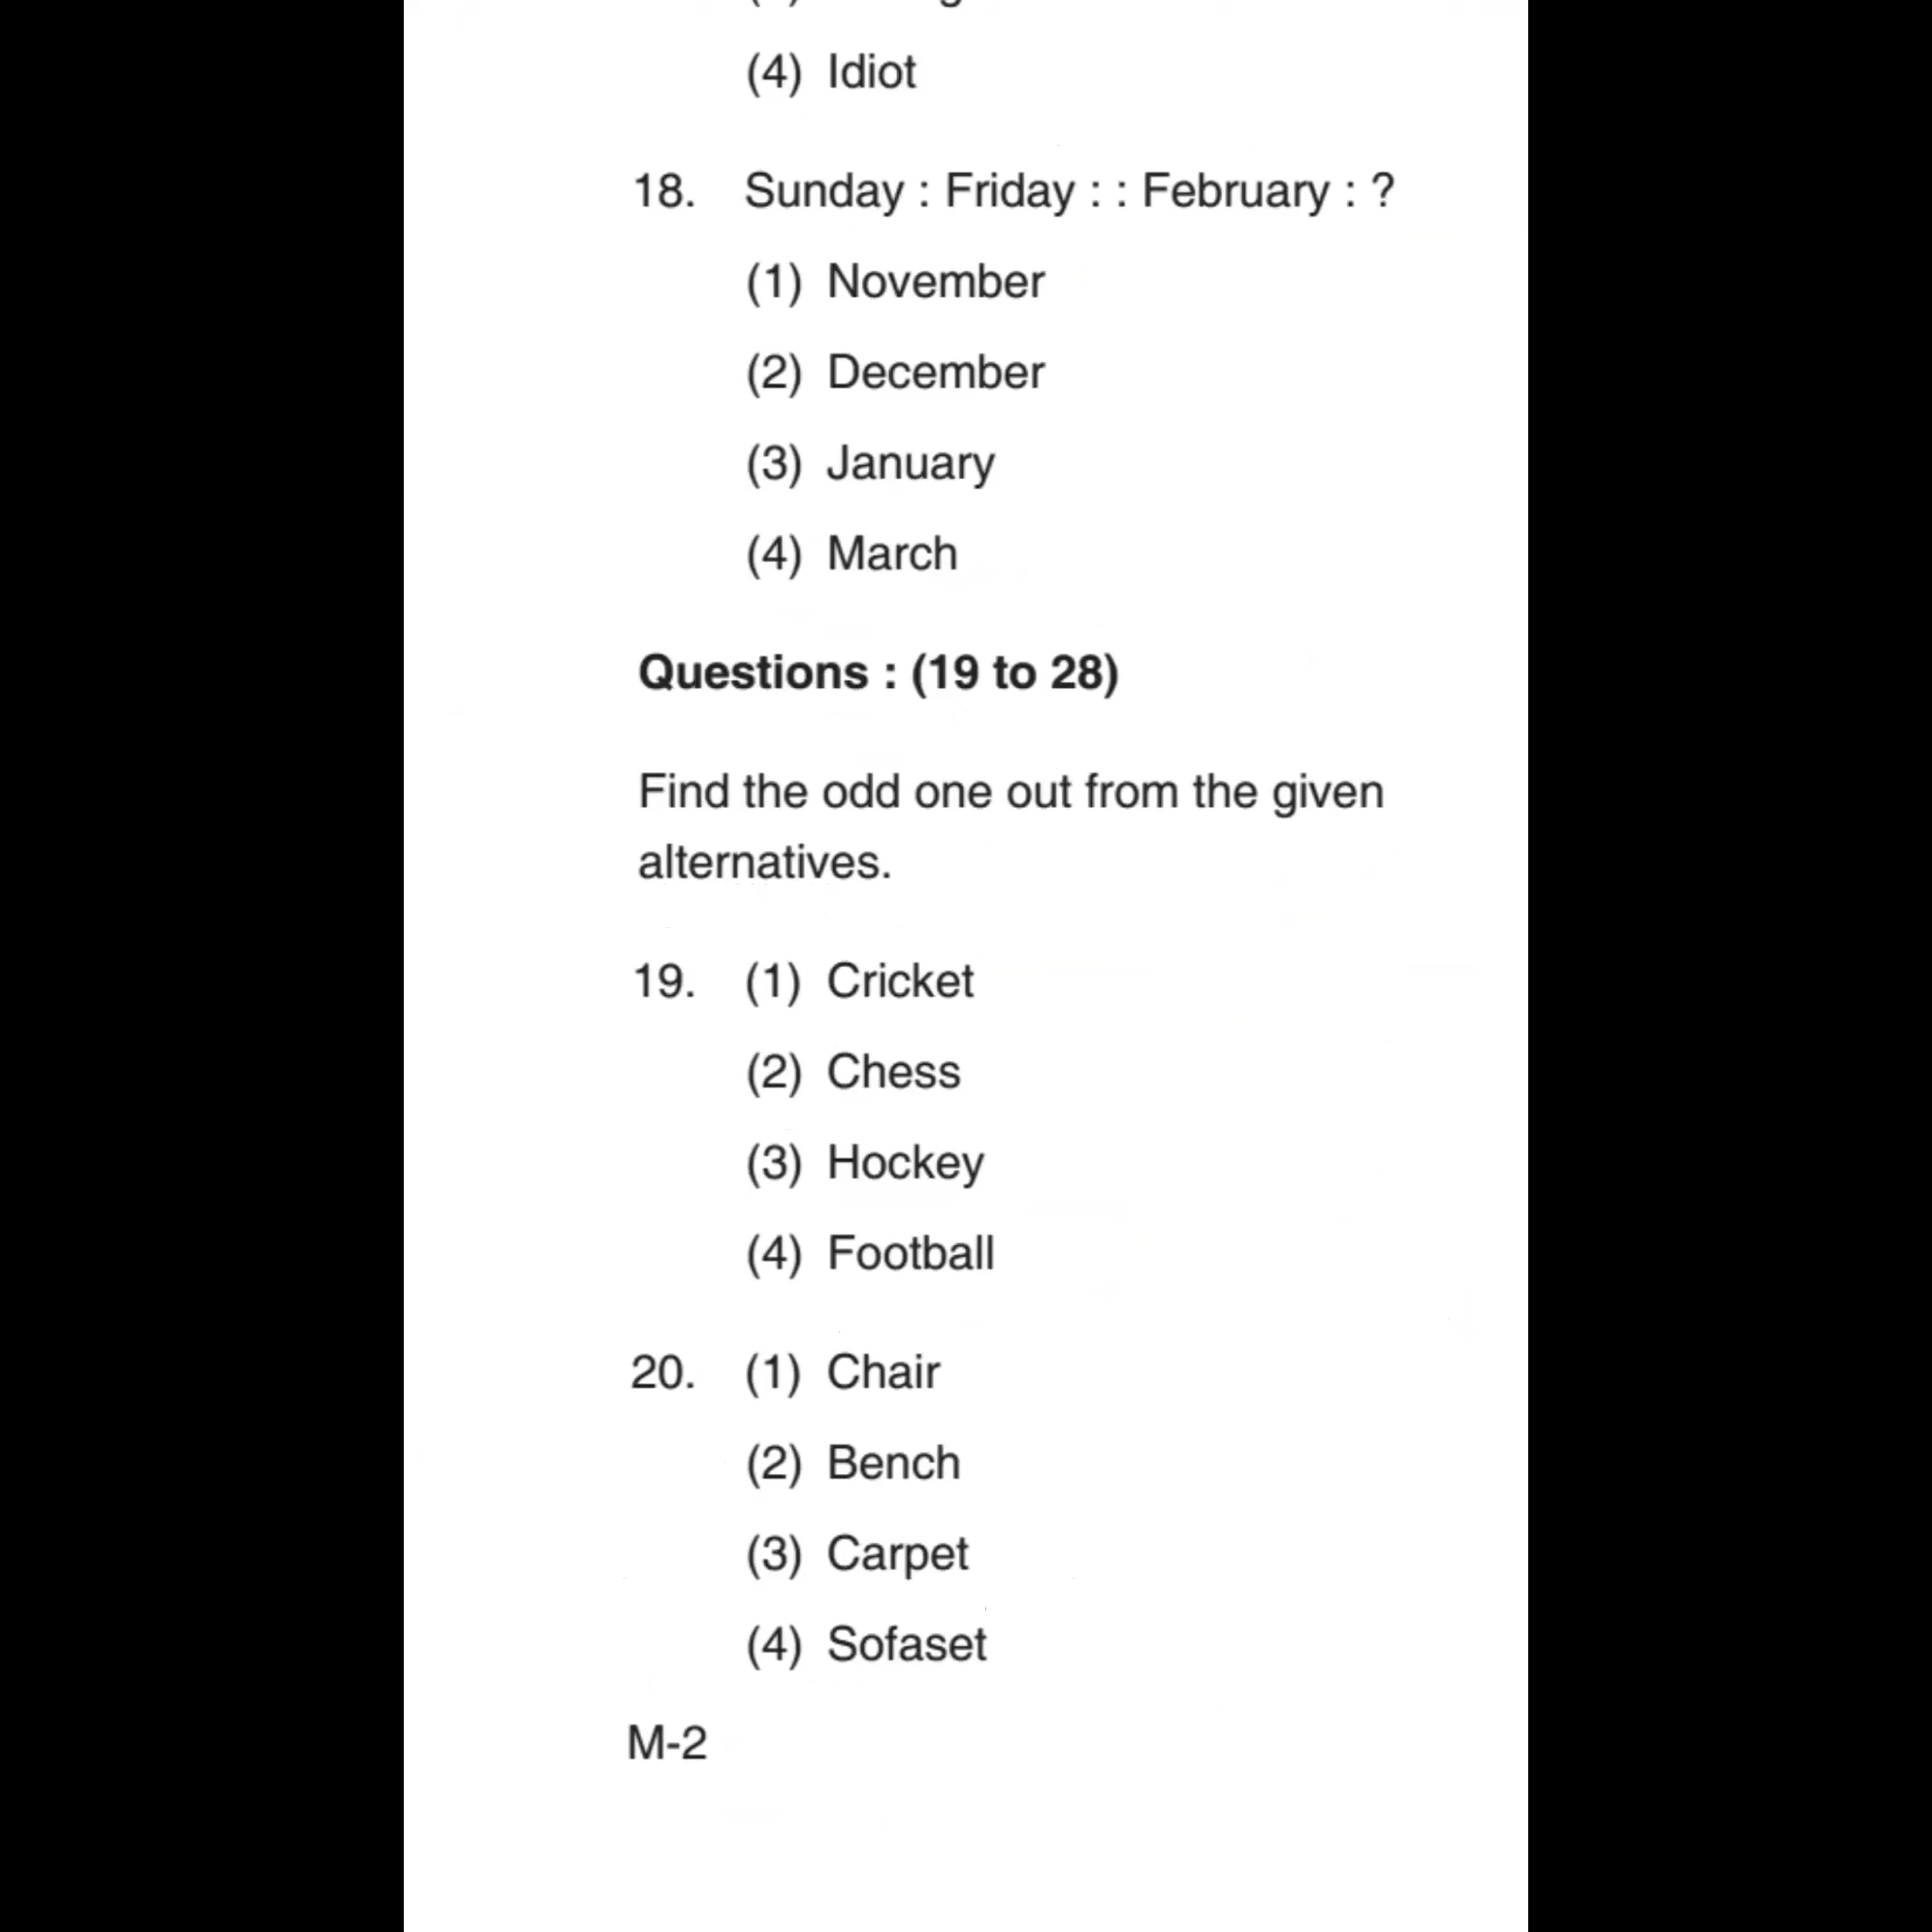 (4) Idiot
18. Sunday : Friday : : February : ?
(1) November
(2) December
(3) January
(4) March
Questions : (19 to 28)
Find the odd one out from the given
alternatives.
19. (1) Cricket
(2) Chess
(3) Hockey
(4) Football
20. (1) Chair
(2) Bench
(3) Carpet
(4) Sofaset
M-2